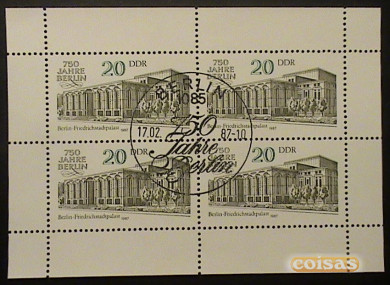 750
JAHRE
BERLIN
20 DDR
Berlin-Friedrichstadtpalast 1987
750
JAHRE
BERLIN
20 DDR
Berlin-Friedrichstadtpalast 1987
BERLIN
1085
17.02. 87-10
750
Jahre
Berlin
750
JAHRE
BERLIN
20 DDR
Berlin-Friedrichstadtpalast 1987
750
JAHRE
BERLIN
20 DDR
Berlin-Friedrichstadtpalast 1987
coisas